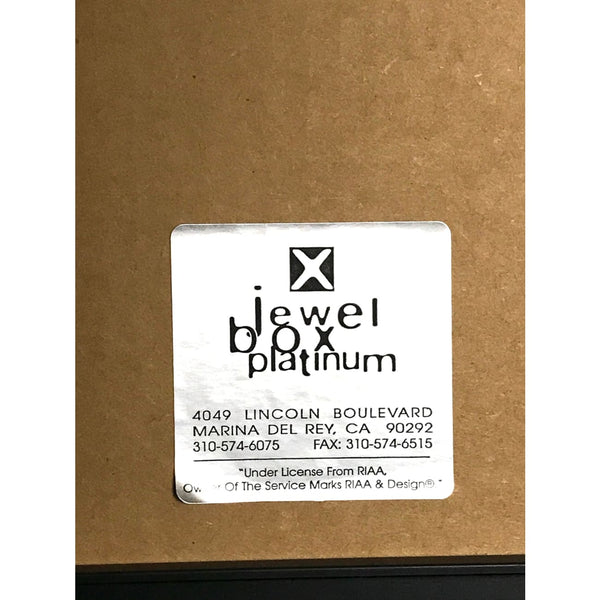 X
jewel
box
platinum
4049 LINCOLN BOULEVARD
MARINA DEL REY, CA 90292
310-574-6075 FAX: 310-574-6515
"Under License From RIAA,
Of The Service Marks RIAA & Design® "